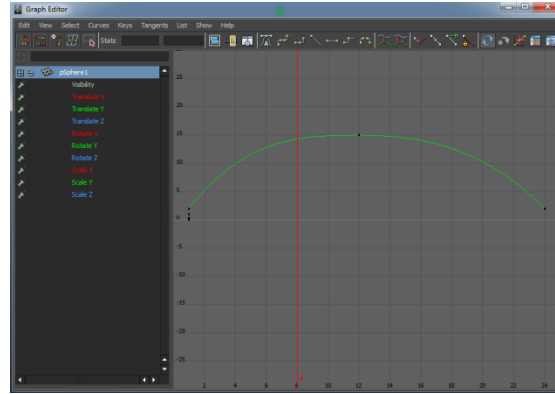 Graph Editor
Edit View Select Curves Keys Tangents List Show Help
Stats
pSphere1
Visibility
Translate X
Translate Y
Translate Z
Rotate X
Rotate Y
Rotate Z
Scale X
Scale Y
Scale Z
25
20
15
10
5
0
-5
-10
-15
-20
-25
2 4 6 8 10 12 14 16 18 20 22 24